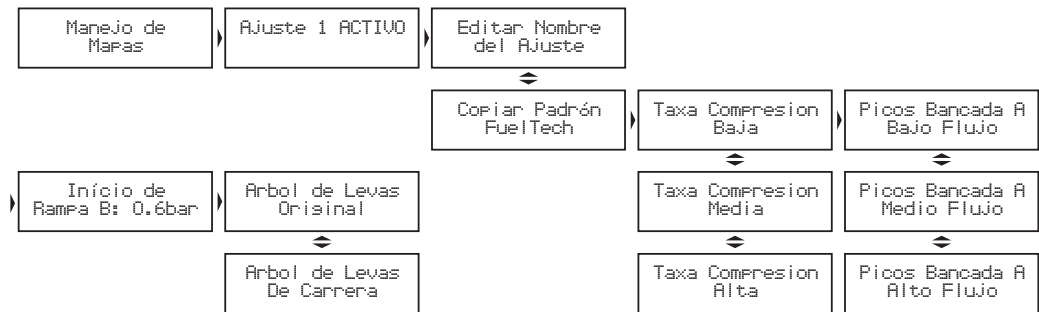 Manejo de
Mapas
Ajuste 1 ACTIVO
Editar Nombre
del Ajuste
Copiar Padrón
FuelTech
Taxa Compresion
Baja
Picos Bancada A
Bajo Flujo
Início de
Rampa B: 0.6bar
Arbol de Levas
Original
Taxa Compresion
Media
Picos Bancada A
Medio Flujo
Arbol de Levas
De Carrera
Taxa Compresion
Alta
Picos Bancada A
Alto Flujo